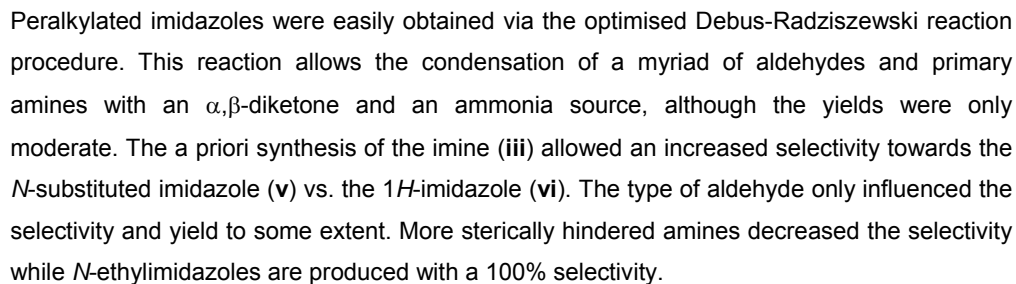 Peralkylated imidazoles were easily obtained via the optimised Debus-Radziszewski reaction
procedure. This reaction allows the condensation of a myriad of aldehydes and primary
amines with an α,β-diketone and an ammonia source, although the yields were only
moderate. The a priori synthesis of the imine (iii) allowed an increased selectivity towards the
N-substituted imidazole (v) vs. the 1H-imidazole (vi). The type of aldehyde only influenced the
selectivity and yield to some extent. More sterically hindered amines decreased the selectivity
while N-ethylimidazoles are produced with a 100% selectivity.